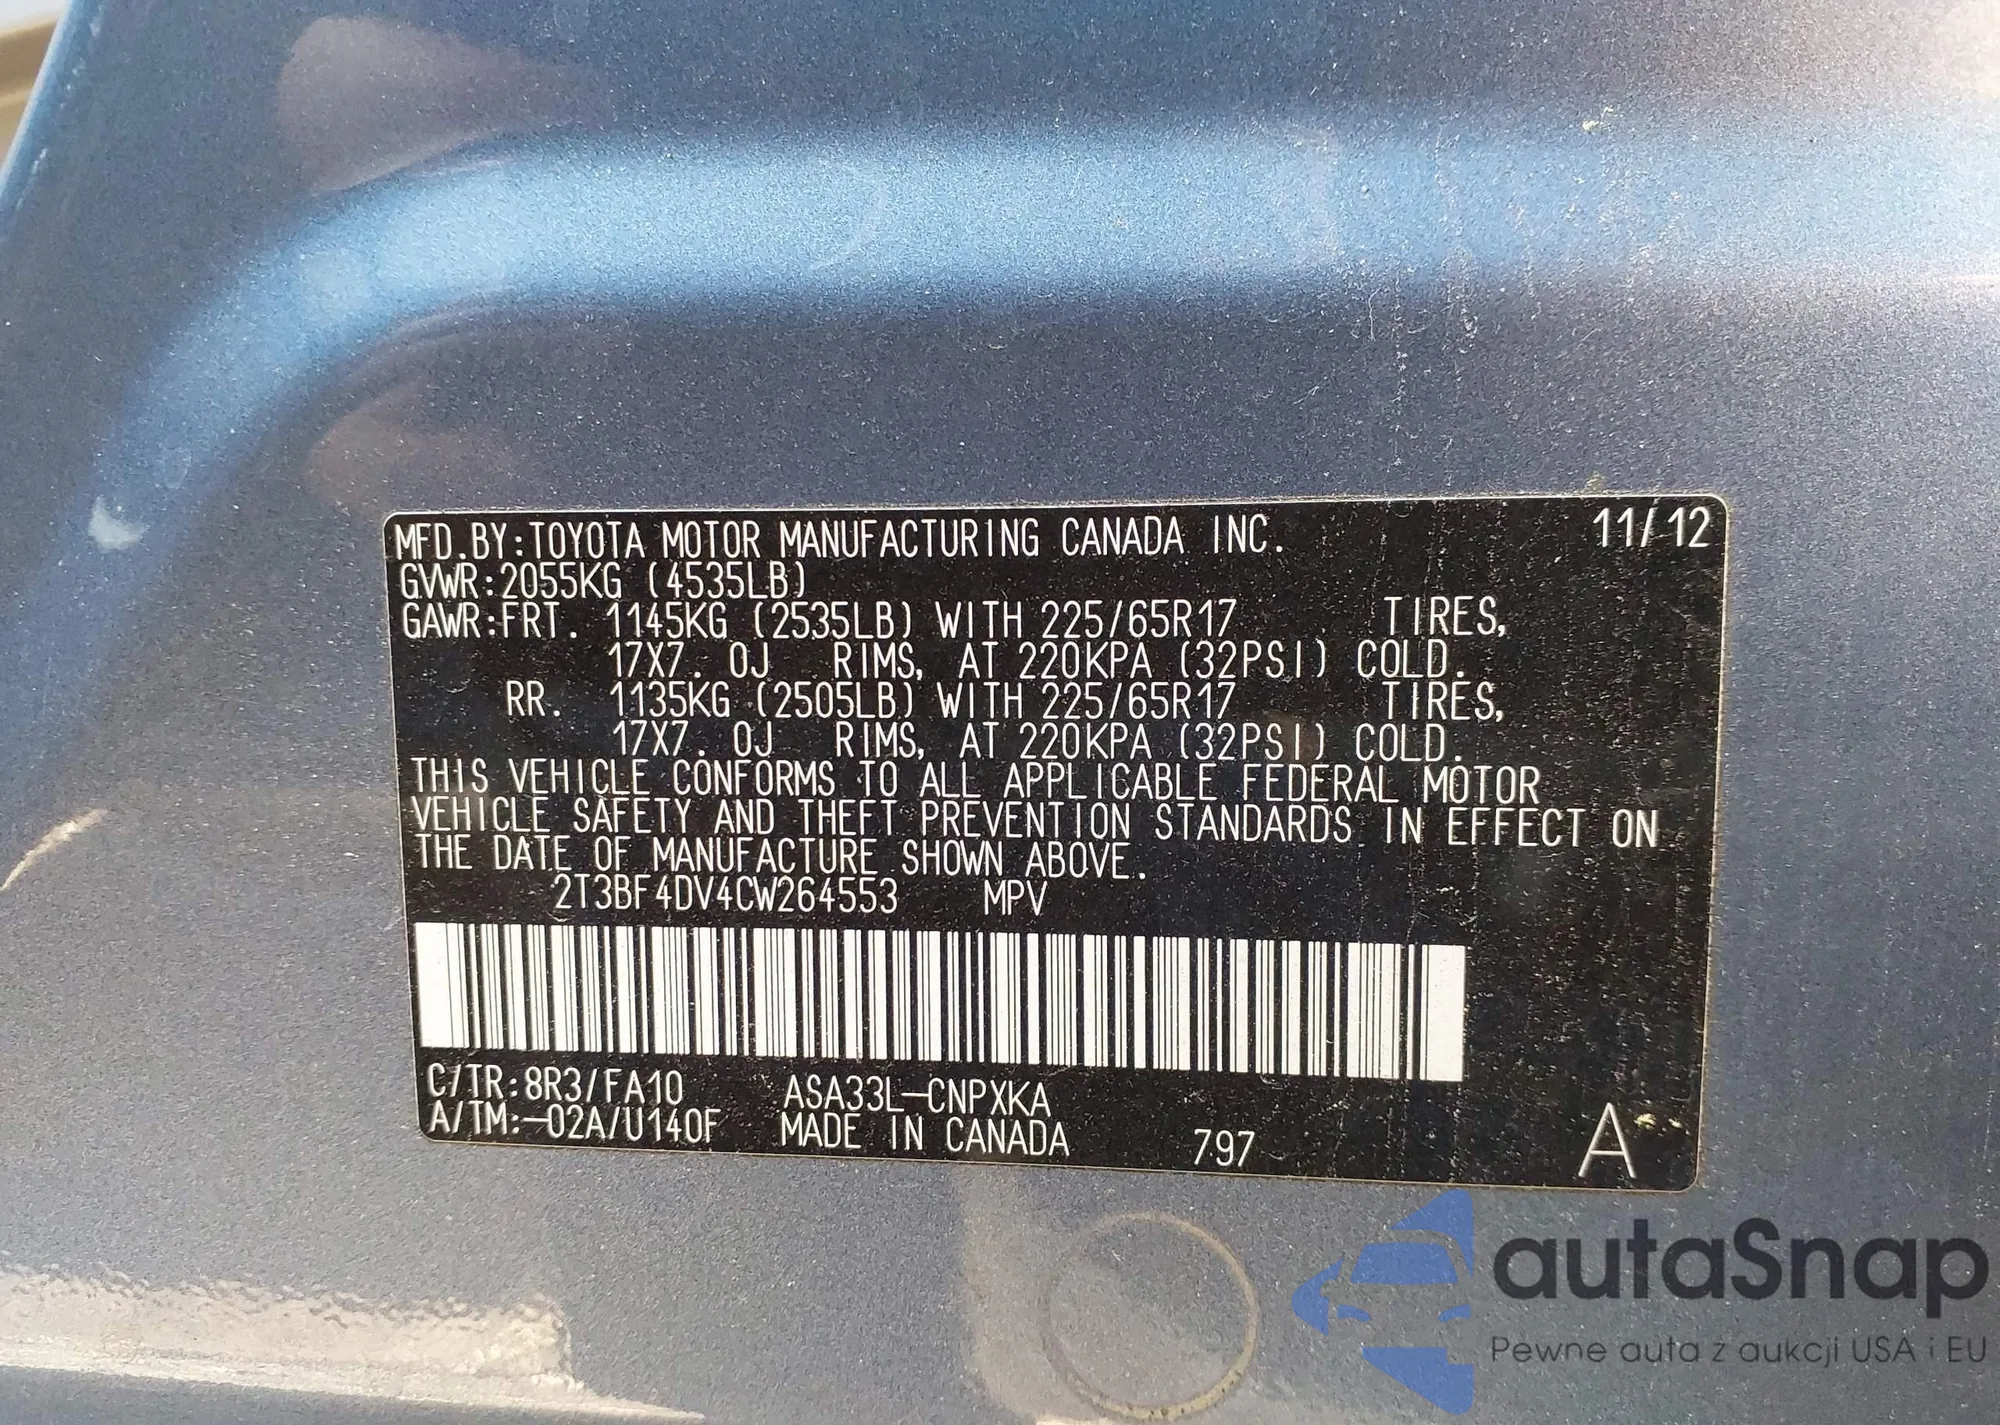 MFD.BY:TOYOTA MOTOR MANUFACTURING CANADA INC. 11/12
GVWR:2055KG (4535LB)
GAWR:FRT. 1145KG (2535LB) WITH 225/65R17 TIRES,
17X7. 0J RIMS, AT 220KPA (32PSI) COLD.
RR. 1135KG (2505LB) WITH 225/65R17 TIRES,
17X7. 0J RIMS, AT 220KPA (32PSI) COLD.
THIS VEHICLE CONFORMS TO ALL APPLICABLE FEDERAL MOTOR
VEHICLE SAFETY AND THEFT PREVENTION STANDARDS IN EFFECT ON
THE DATE OF MANUFACTURE SHOWN ABOVE.
2T3BF4DV4CW264553 MPV
C/TR:8R3/FA10 ASA33L-CNPXKA
A/TM:-02A/U140F MADE IN CANADA 797 A
autaSnap
Pewne auta z aukcji USA i EU